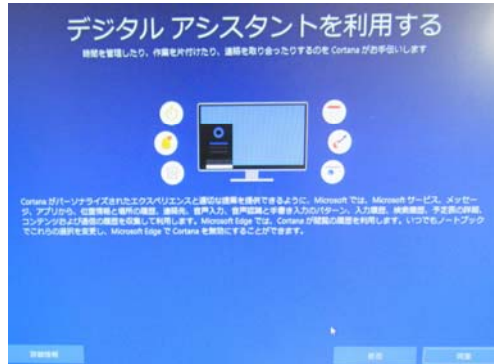 デジタル アシスタントを利用する
時間を管理したり、作業を片付けたり、連絡を取り合ったりするのを Cortana がお手伝いします
Cortana がパーソナライズされたエクスペリエンスと適切な提案を提供できるように、Microsoft では、Microsoft サービス、メッセー
ジ、アプリから、位置情報と場所の履歴、連絡先、音声入力、音声認識と手書き入力のパターン、入力履歴、検索履歴、予定表の詳細、
コンテンツおよび通信の履歴を収集して利用します。Microsoft Edge では、Cortana が閲覧の履歴を利用します。いつでもノートブック
でこれらの選択を変更し、Microsoft Edge で Cortana を無効にすることができます。
詳細情報
拒否
同意